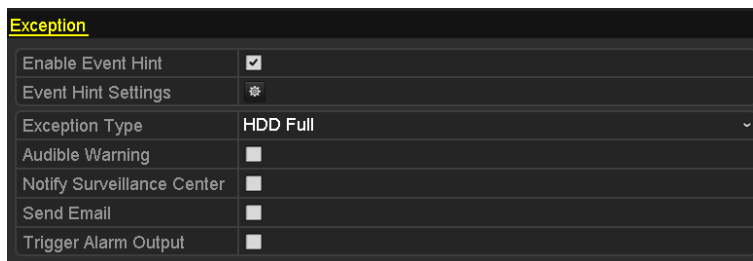 Exception
Enable Event Hint
Event Hint Settings
Exception Type HDD Full
Audible Warning
Notify Surveillance Center
Send Email
Trigger Alarm Output